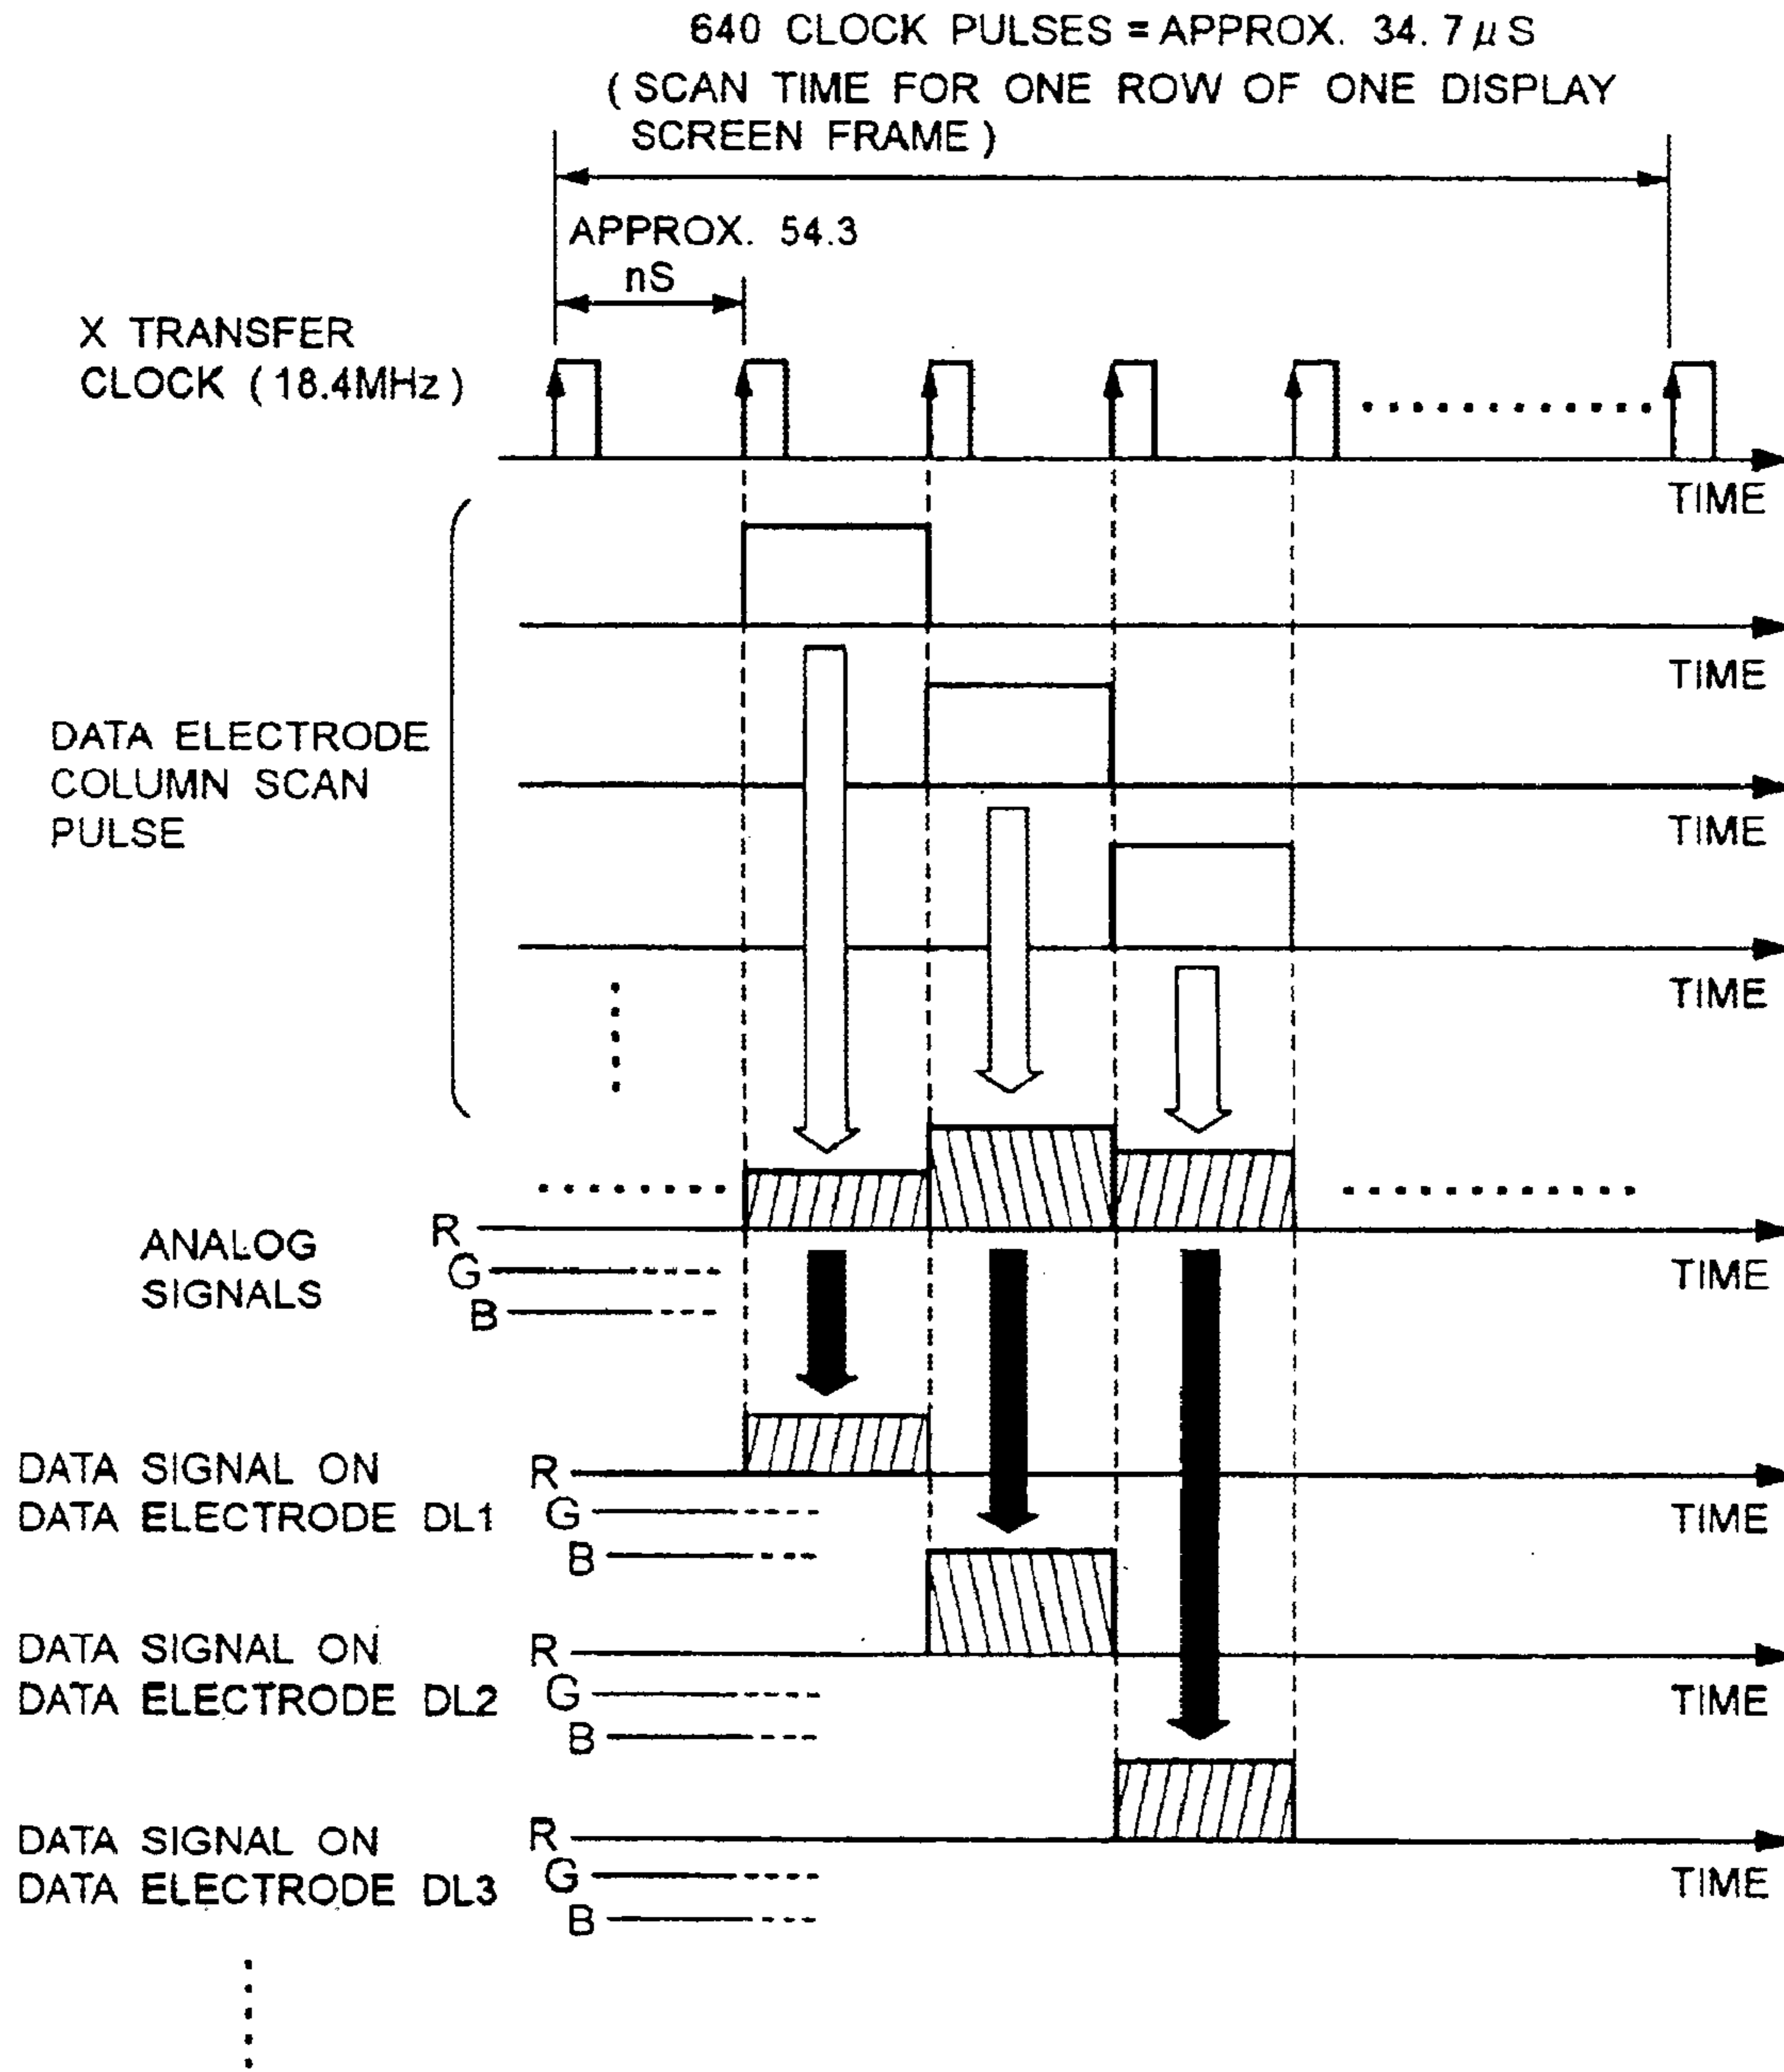 640 CLOCK PULSES = APPROX. 34.7 μS
( SCAN TIME FOR ONE ROW OF ONE DISPLAY
SCREEN FRAME )
APPROX. 54.3
nS
X TRANSFER
CLOCK ( 18.4MHz )
TIME
TIME
DATA ELECTRODE
COLUMN SCAN
PULSE
TIME
TIME
ANALOG
SIGNALS
R
G
B
TIME
DATA SIGNAL ON
DATA ELECTRODE DL1
R
G
B
TIME
DATA SIGNAL ON
DATA ELECTRODE DL2
R
G
B
TIME
DATA SIGNAL ON
DATA ELECTRODE DL3
R
G
B
TIME